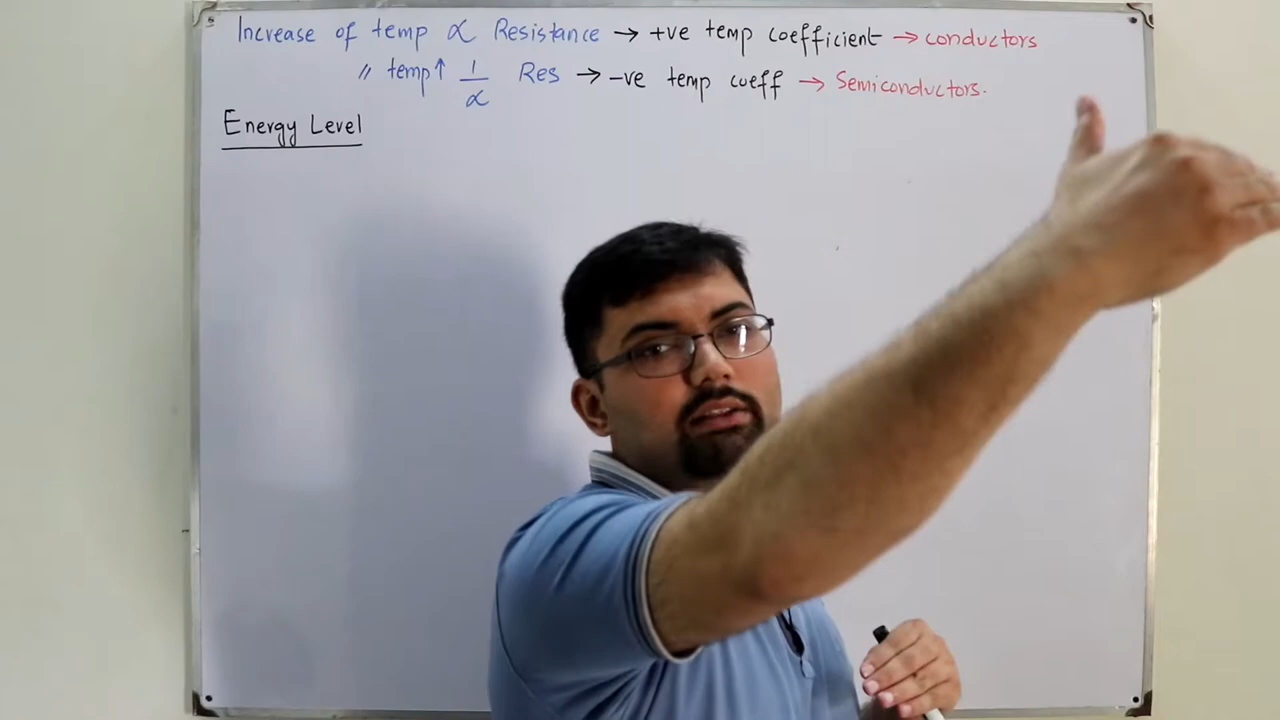 Increase of temp ∝ Resistance → +ve temp coefficient → conductors
〃 temp↑ 1/∝ Res → -ve temp coeff → Semiconductors.
Energy Level